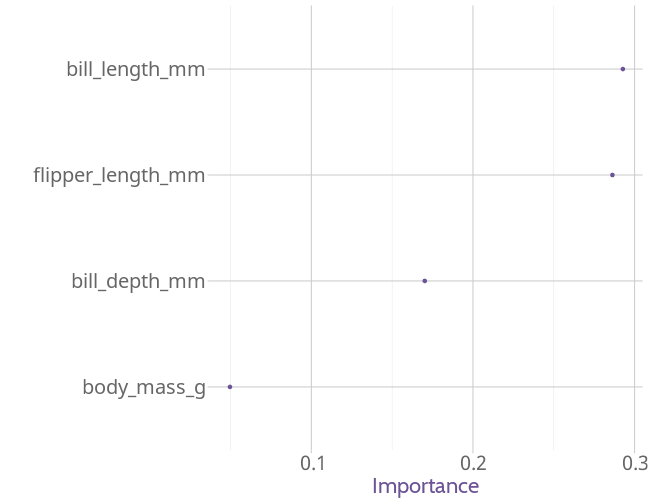 bill_length_mm
flipper_length_mm
bill_depth_mm
body_mass_g
0.1 0.2 0.3
Importance